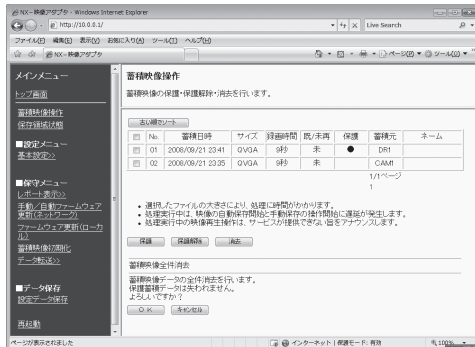 NX－映像アダプタ - Windows Internet Explorer
http://10.0.0.1/
Live Search
ファイル(F) 編集(E) 表示(V) お気に入り(A) ツール(T) ヘルプ(H)
NX－映像アダプタ
ページ(P) ツール(O)
メインメニュー
トップ画面
蓄積映像操作
保存領域状態
■設定メニュー
基本設定>>
■保守メニュー
レポート表示>>
手動／自動ファームウェア
更新(ネットワーク)
ファームウェア更新(ローカ
ル)
蓄積映像初期化
データ転送>>
■データ保存
設定データ保存
再起動
蓄積映像操作
蓄積映像の保護・保護解除・消去を行います。
古い順でソート
No. 蓄積日時 サイズ 録画時間 既/未再 保護 蓄積元 ネーム
01 2008/09/21 23:41 QVGA 9秒 未 ● DR1
02 2008/09/21 23:35 QVGA 9秒 未 CAM1
1/1ページ
1
• 選択したファイルの大きさにより、処理に時間がかかります。
• 処理実行中は、映像の自動保存開始と手動保存の操作開始に遅延が発生します。
• 処理実行中の映像再生操作は、サービスが提供できない旨をアナウンスします。
保護 保護解除 消去
蓄積映像全件消去
蓄積映像データの全件消去を行います。
保護蓄積データは失われません。
よろしいですか？
ＯＫ キャンセル
ページが表示されました
インターネット | 保護モード: 有効
100%